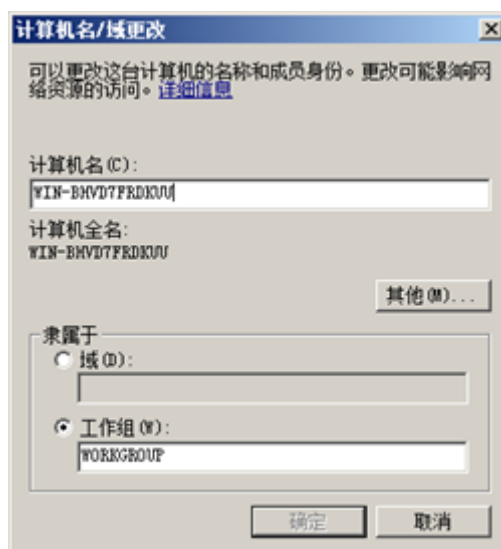 计算机名/域更改
可以更改这台计算机的名称和成员身份。更改可能影响网
络资源的访问。详细信息
计算机名(C):
WIN-BHVD7FRDKUU
计算机全名:
WIN-BHVD7FRDKUU
其他(M)...
隶属于
域(D):
工作组(W):
WORKGROUP
确定
取消